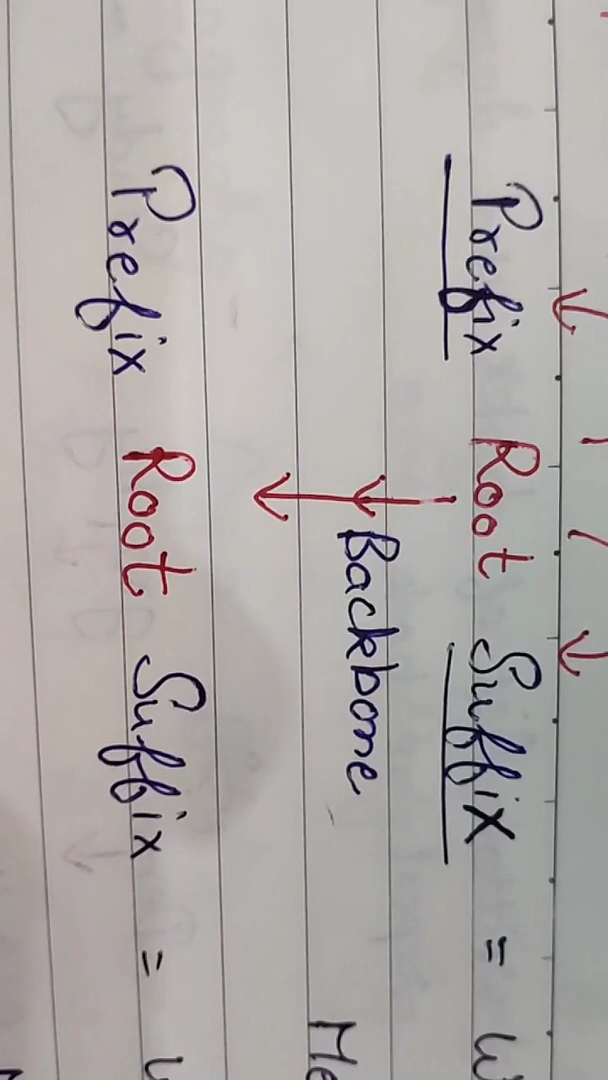 Prefix Root Suffix =
Backbone
Prefix Root Suffix =